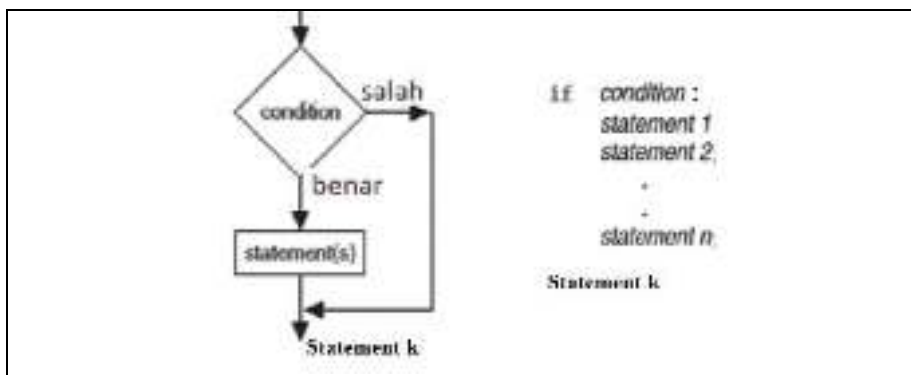 condition
salah
benar
statement(s)
Statement k
if condition :
statement 1
statement 2;
.
.
statement n;
Statement k